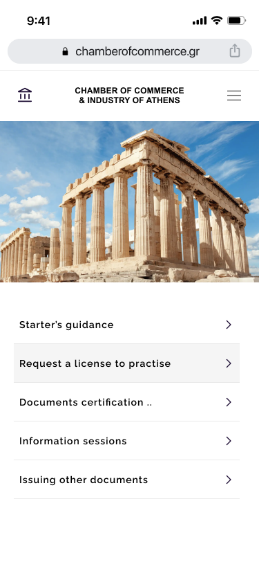 9:41
chamberofcommerce.gr
CHAMBER OF COMMERCE
& INDUSTRY OF ATHENS
Starter's guidance
Request a license to practise
Documents certification ..
Information sessions
Issuing other documents